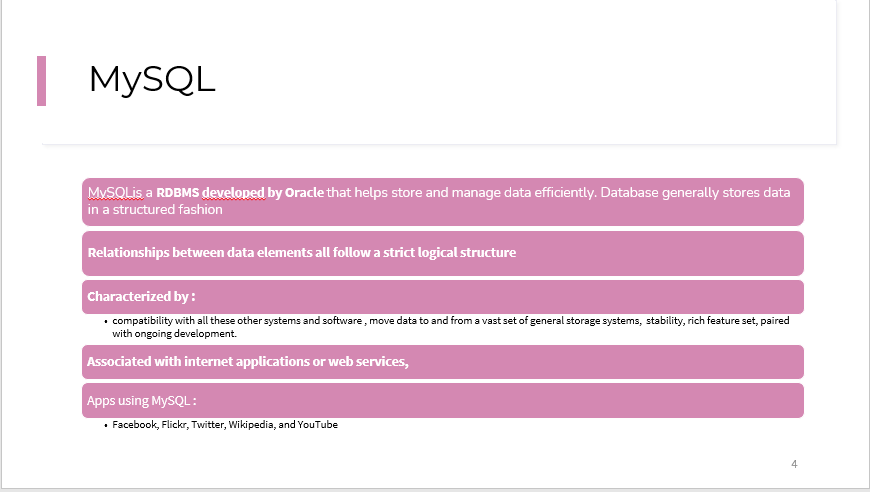 MySQL
MySQLis a RDBMS developed by Oracle that helps store and manage data efficiently. Database generally stores data
in a structured fashion
Relationships between data elements all follow a strict logical structure
Characterized by :
• compatibility with all these other systems and software , move data to and from a vast set of general storage systems,  stability, rich feature set, paired
with ongoing development.
Associated with internet applications or web services,
Apps using MySQL :
• Facebook, Flickr, Twitter, Wikipedia, and YouTube
4